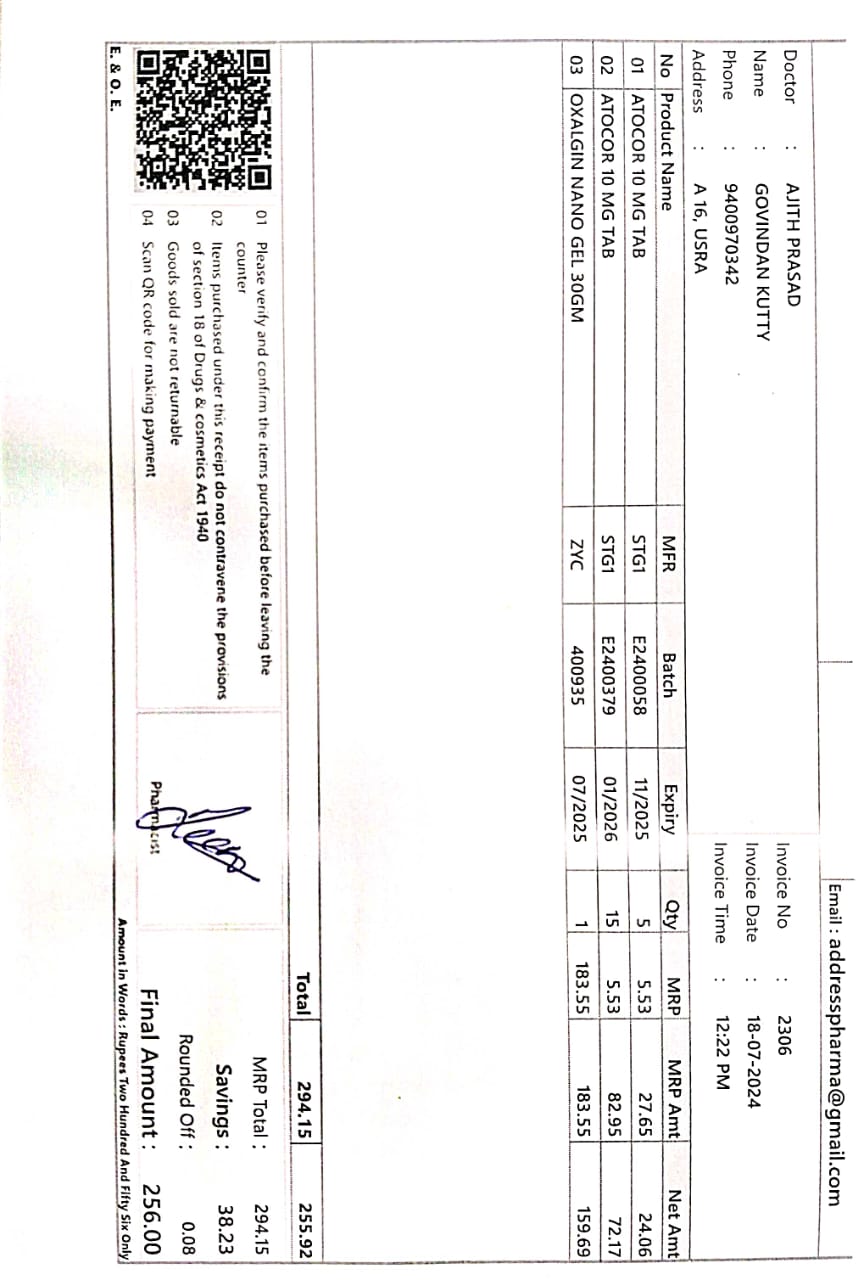 Email : addresspharma@gmail.com
Doctor : AJITH PRASAD
Name : GOVINDAN KUTTY
Phone : 9400970342
Address : A 16, USRA
Invoice No : 2306
Invoice Date : 18-07-2024
Invoice Time : 12:22 PM
No Product Name MFR Batch Expiry Qty MRP MRP Amt Net Amt
01 ATOCOR 10 MG TAB STG1 E2400058 11/2025 5 5.53 27.65 24.06
02 ATOCOR 10 MG TAB STG1 E2400379 01/2026 15 5.53 82.95 72.17
03 OXALGIN NANO GEL 30GM ZYC 400935 07/2025 1 183.55 183.55 159.69
Total 294.15 255.92
01 Please verify and confirm the items purchased before leaving the
counter
02 Items purchased under this receipt do not contravene the provisions
of section 18 of Drugs & cosmetics Act 1940
03 Goods sold are not returnable
04 Scan QR code for making payment
E. & O. E.
Pharmacist
MRP Total : 294.15
Savings : 38.23
Rounded Off : 0.08
Final Amount : 256.00
Amount in Words : Rupees Two Hundred And Fifty Six Only